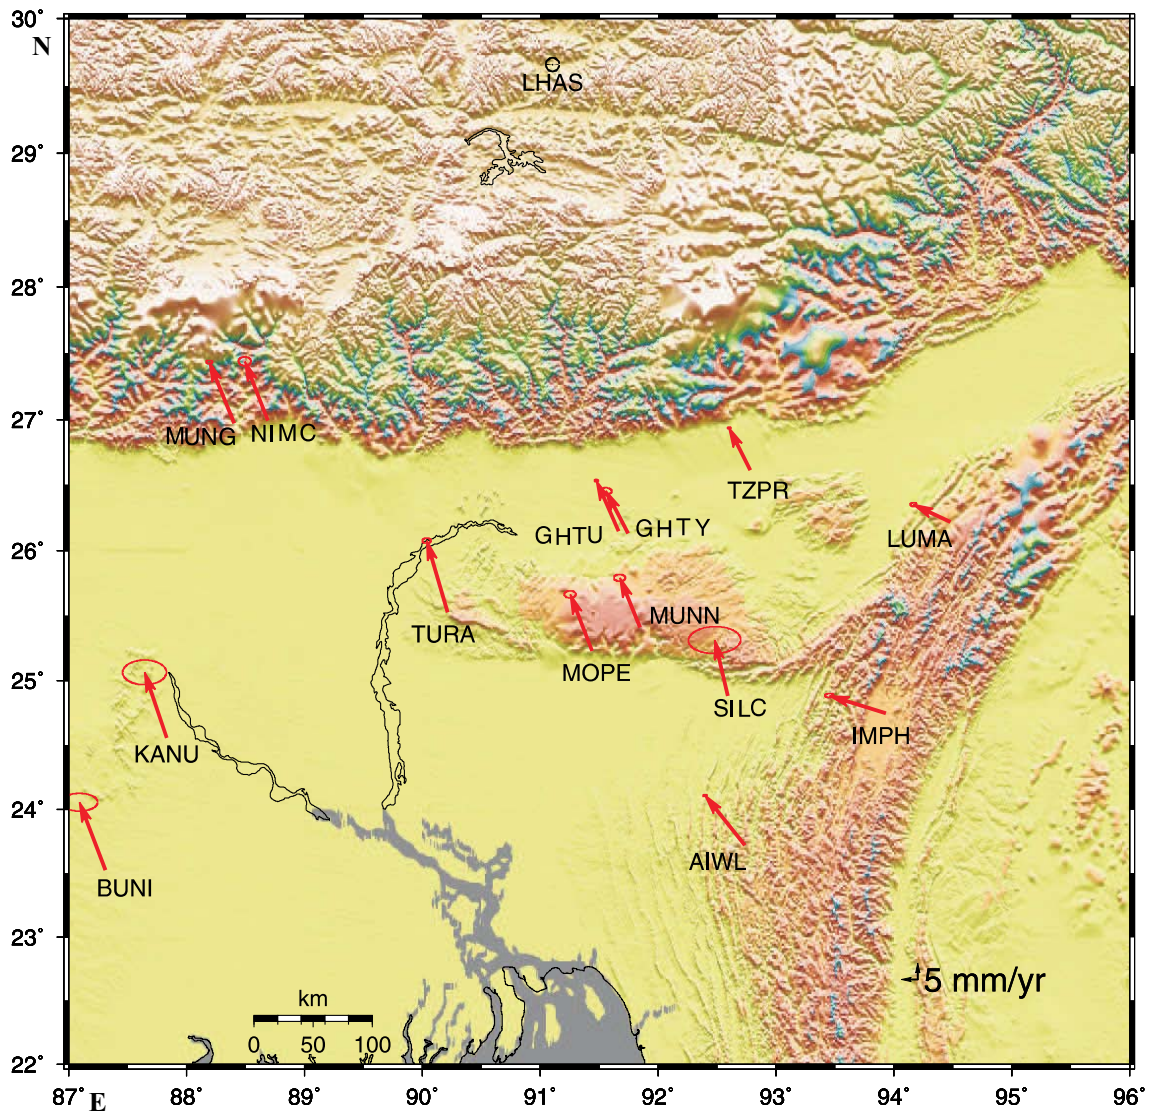 30°
N
LHAS
29°
28°
27°
MUNG NIMC
TZPR
GHTU GHTY
LUMA
26°
TURA
MUNN
MOPE
25°
SILC
KANU
IMPH
24°
AIWL
BUNI
23°
5 mm/yr
km
0 50 100
22°
87° E 88° 89° 90° 91° 92° 93° 94° 95° 96°